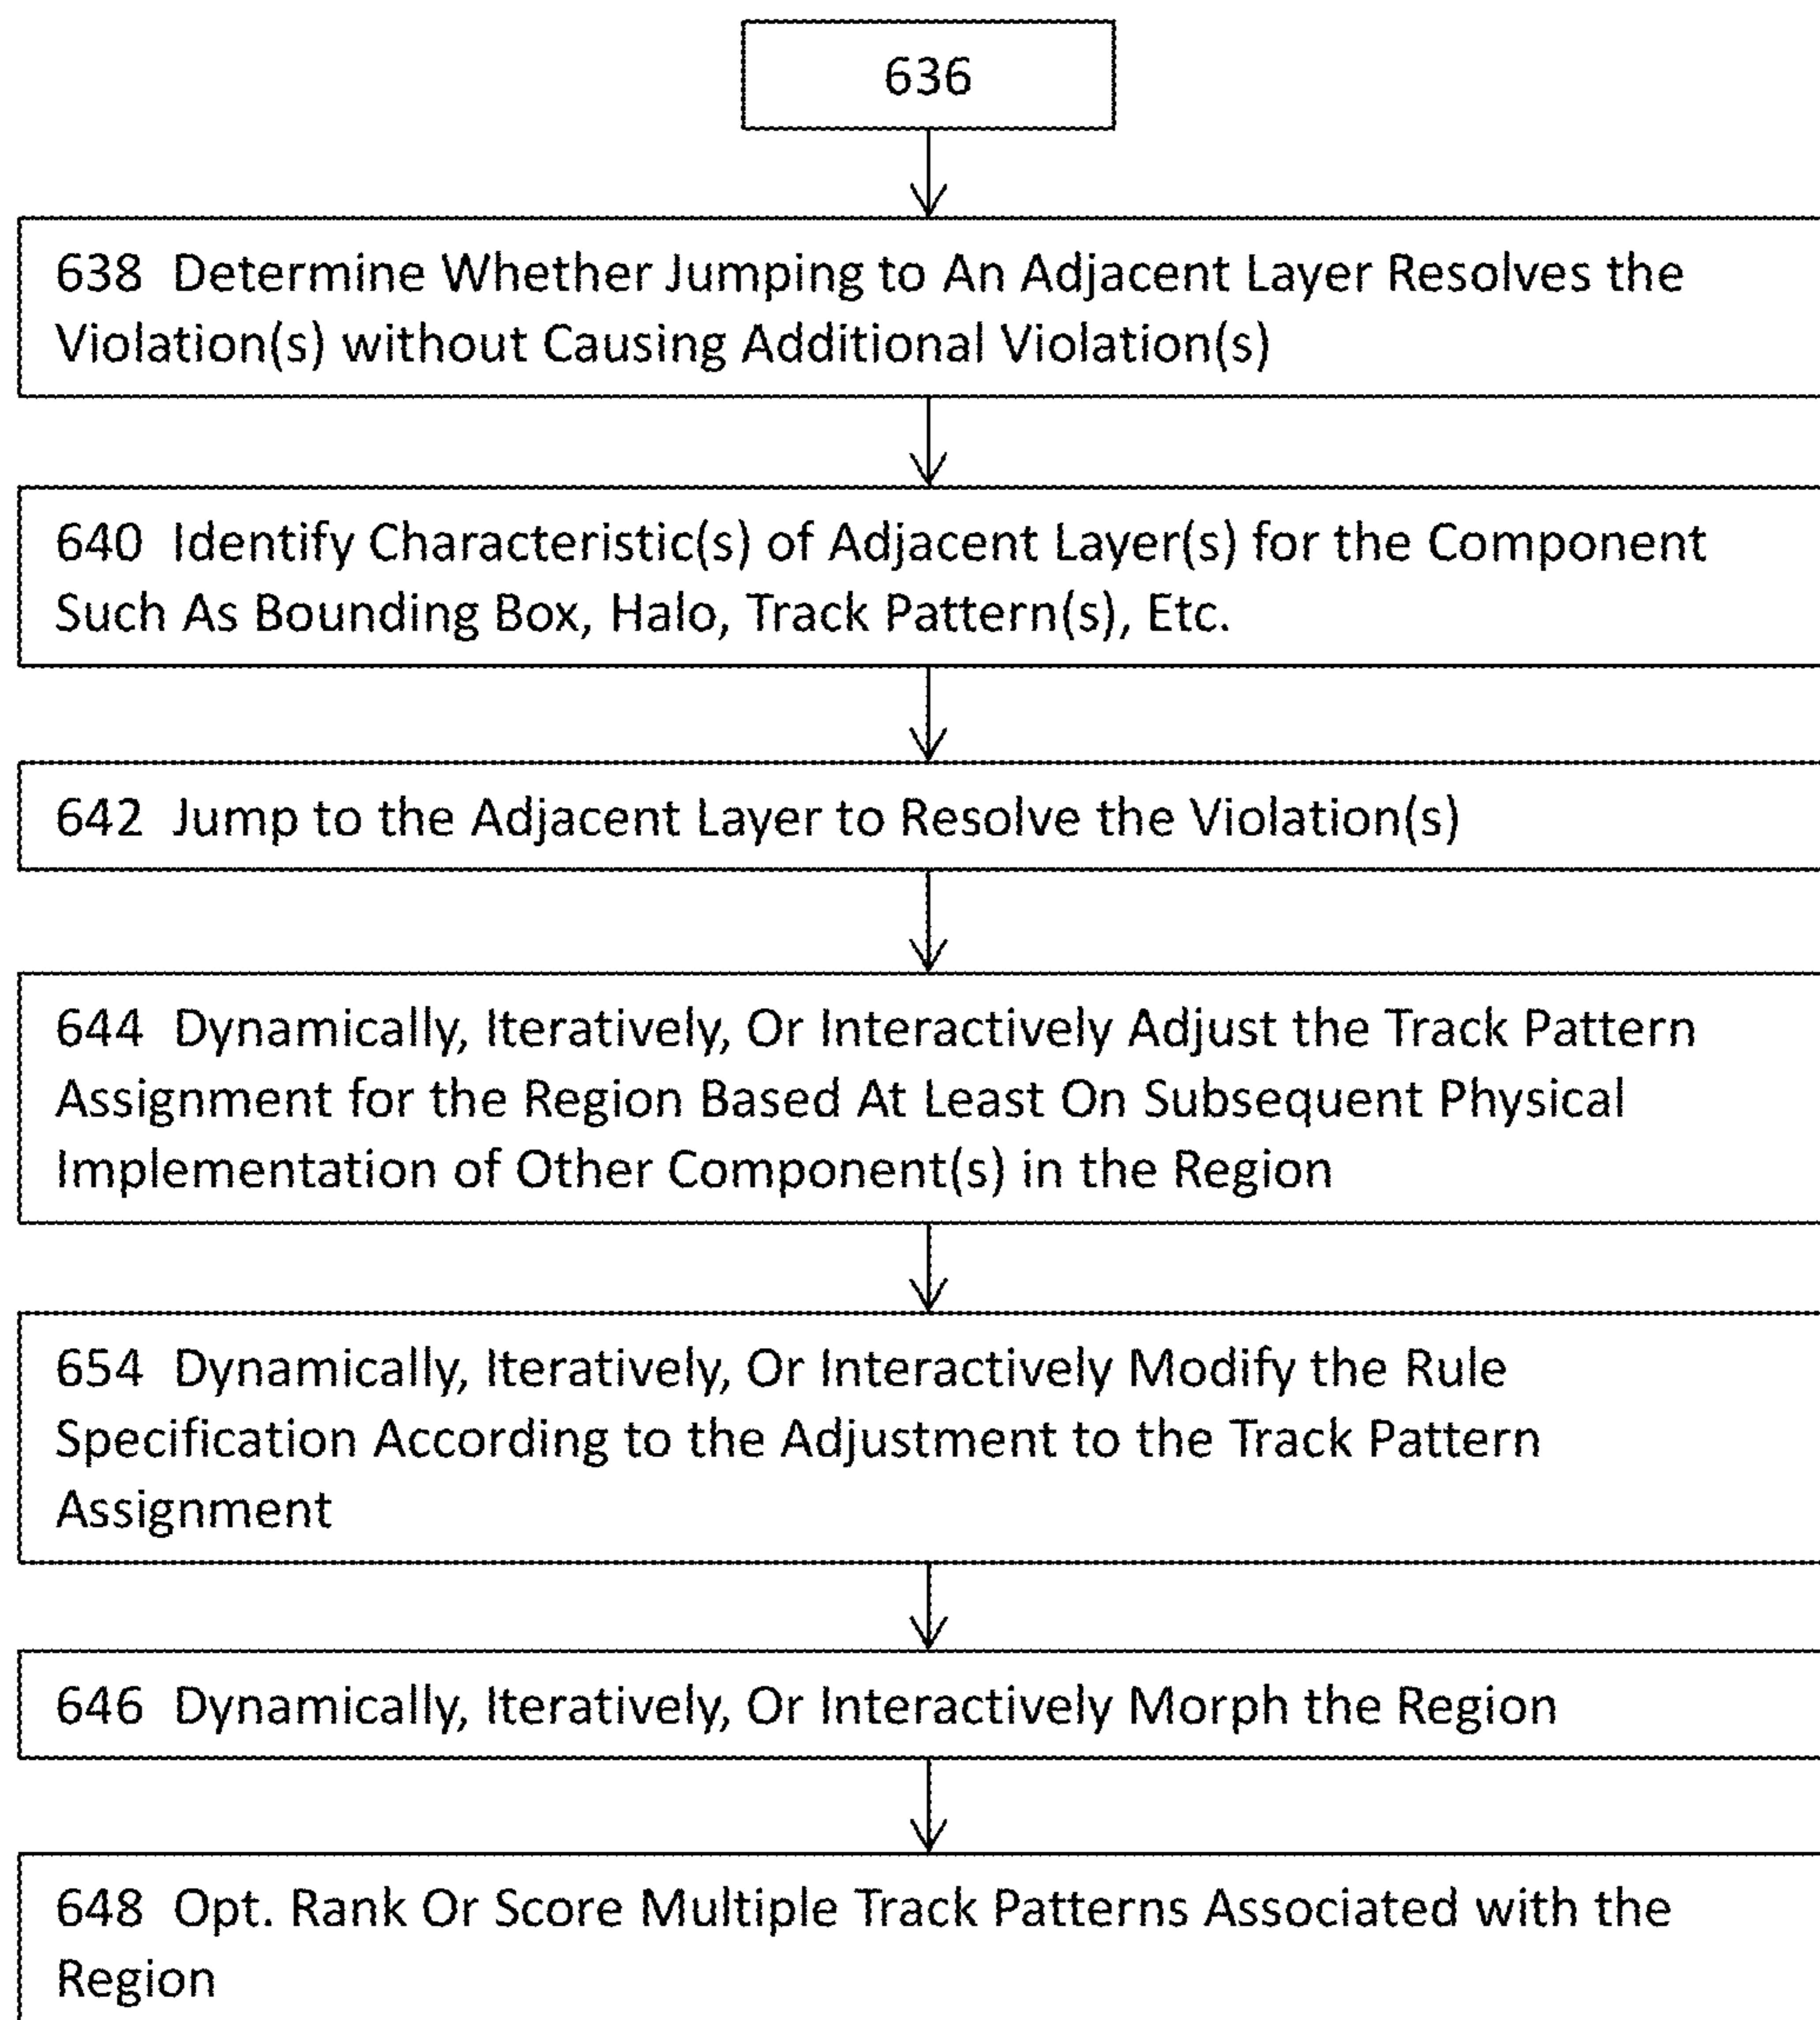 636
638 Determine Whether Jumping to An Adjacent Layer Resolves the
Violation(s) without Causing Additional Violation(s)
640 Identify Characteristic(s) of Adjacent Layer(s) for the Component
Such As Bounding Box, Halo, Track Pattern(s), Etc.
642 Jump to the Adjacent Layer to Resolve the Violation(s)
644 Dynamically, Iteratively, Or Interactively Adjust the Track Pattern
Assignment for the Region Based At Least On Subsequent Physical
Implementation of Other Component(s) in the Region
654 Dynamically, Iteratively, Or Interactively Modify the Rule
Specification According to the Adjustment to the Track Pattern
Assignment
646 Dynamically, Iteratively, Or Interactively Morph the Region
648 Opt. Rank Or Score Multiple Track Patterns Associated with the
Region